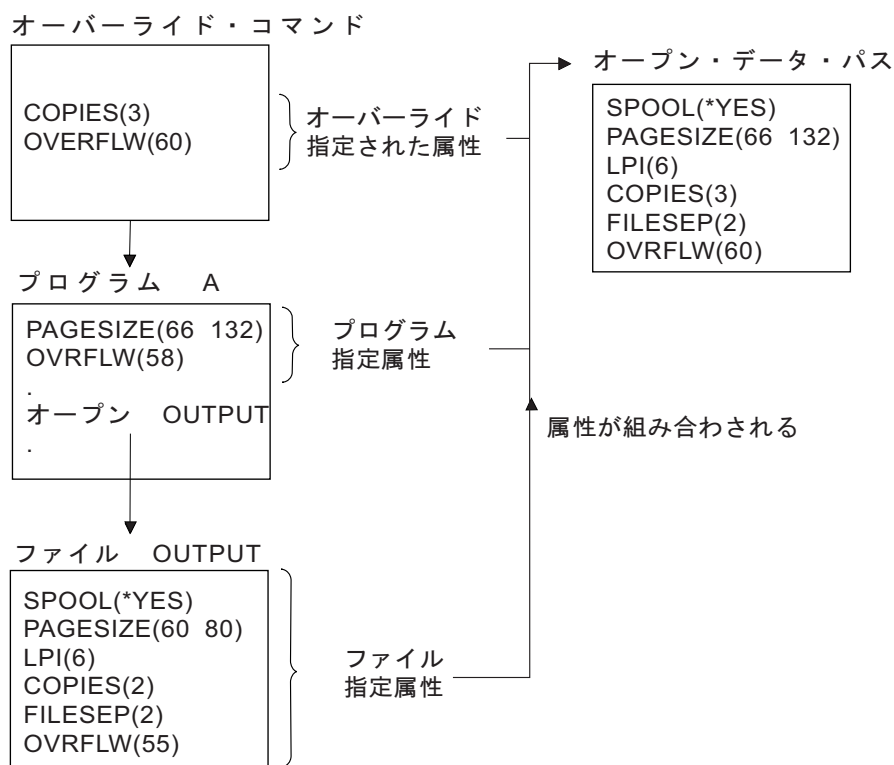 オーバーライド・コマンド
COPIES(3)
OVERFLW(60)
オーバーライド
指定された属性
プログラム A
PAGESIZE(66 132)
OVRFLW(58)
.
オープン OUTPUT
.
プログラム
指定属性
ファイル OUTPUT
SPOOL(*YES)
PAGESIZE(60 80)
LPI(6)
COPIES(2)
FILESEP(2)
OVRFLW(55)
ファイル
指定属性
オープン・データ・パス
SPOOL(*YES)
PAGESIZE(66 132)
LPI(6)
COPIES(3)
FILESEP(2)
OVRFLW(60)
属性が組み合わされる